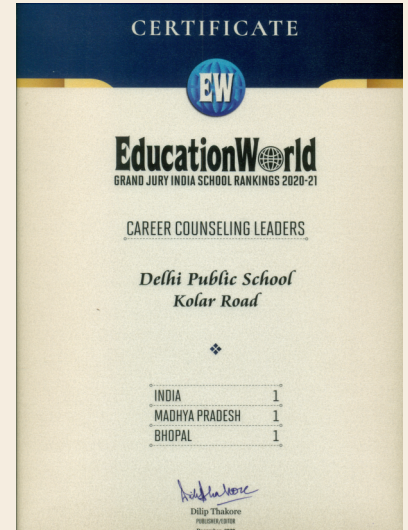 CERTIFICATE
EW
EducationWorld
GRAND JURY INDIA SCHOOL RANKINGS 2020-21
CAREER COUNSELING LEADERS
Delhi Public School
Kolar Road
INDIA 1
MADHYA PRADESH 1
BHOPAL 1
Dilip Thakore
PUBLISHER/EDITOR